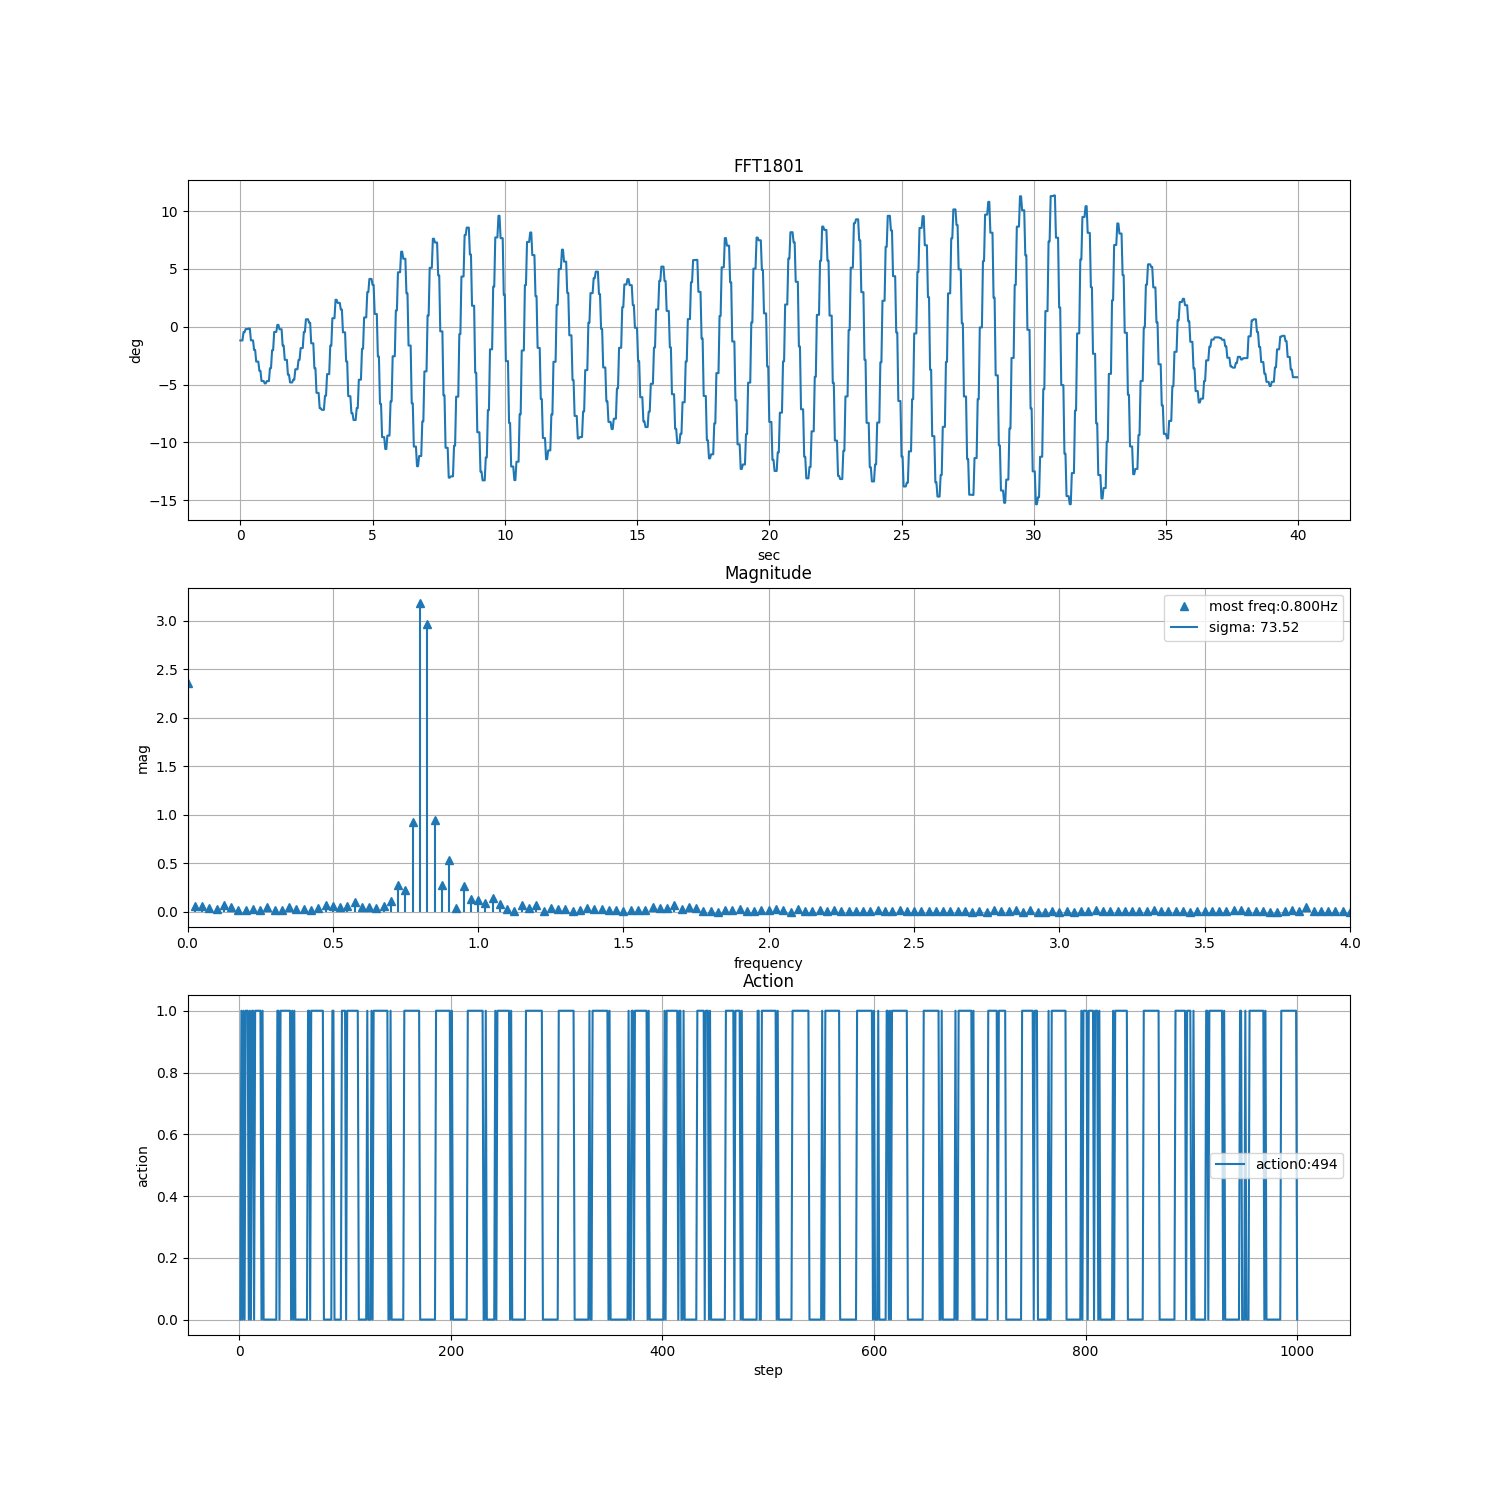 FFT1801
10
5
0
−5
−10
−15
deg
0 5 10 15 20 25 30 35 40
sec
Magnitude
most freq:0.800Hz
sigma: 73.52
3.0
2.5
2.0
1.5
1.0
0.5
0.0
mag
0.0 0.5 1.0 1.5 2.0 2.5 3.0 3.5 4.0
frequency
Action
1.0
0.8
0.6
0.4
0.2
0.0
action
action0:494
0 200 400 600 800 1000
step